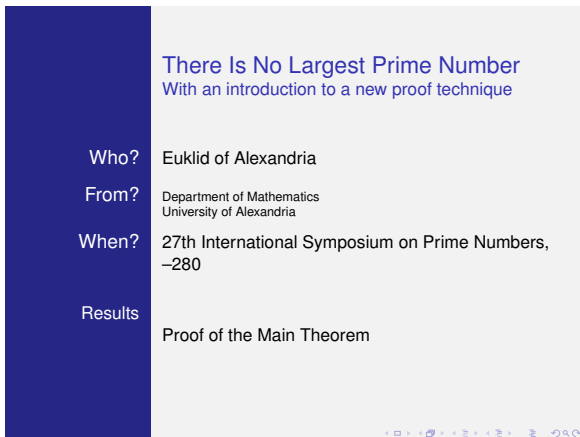 There Is No Largest Prime Number
With an introduction to a new proof technique
Who? Euklid of Alexandria
From? Department of Mathematics
University of Alexandria
When? 27th International Symposium on Prime Numbers,
–280
Results
Proof of the Main Theorem